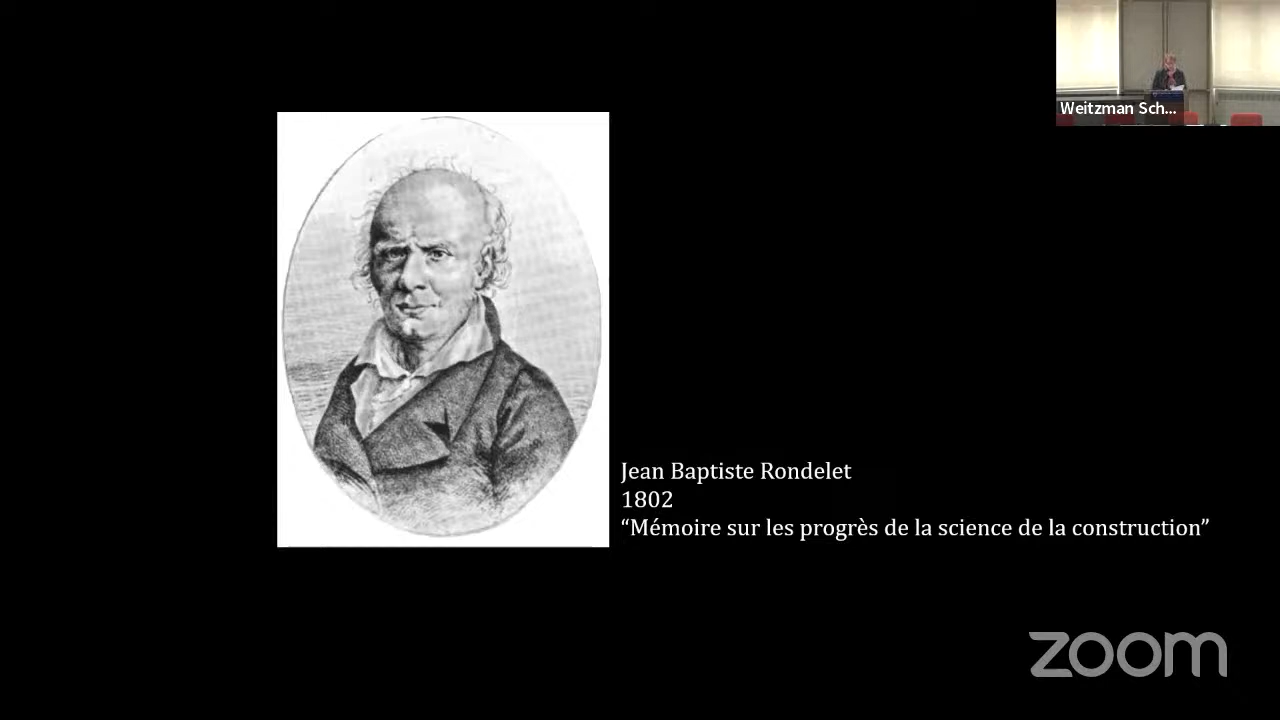 Weitzman Sch...
Jean Baptiste Rondelet
1802
“Mémoire sur les progrès de la science de la construction”
zoom